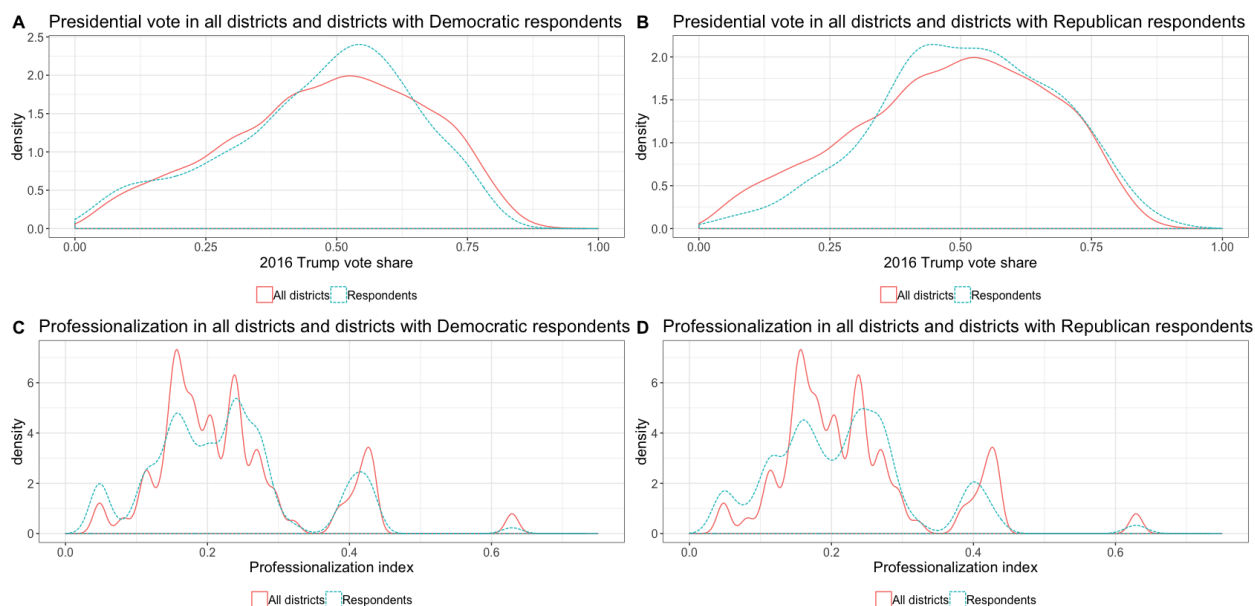 A Presidential vote in all districts and districts with Democratic respondents
2.5
2.0
1.5
1.0
0.5
0.0
density
0.00 0.25 0.50 0.75 1.00
2016 Trump vote share
All districts Respondents
B Presidential vote in all districts and districts with Republican respondents
2.0
1.5
1.0
0.5
0.0
density
0.00 0.25 0.50 0.75 1.00
2016 Trump vote share
All districts Respondents
C Professionalization in all districts and districts with Democratic respondents
6
4
2
0
density
0.0 0.2 0.4 0.6
Professionalization index
All districts Respondents
D Professionalization in all districts and districts with Republican respondents
6
4
2
0
density
0.0 0.2 0.4 0.6
Professionalization index
All districts Respondents